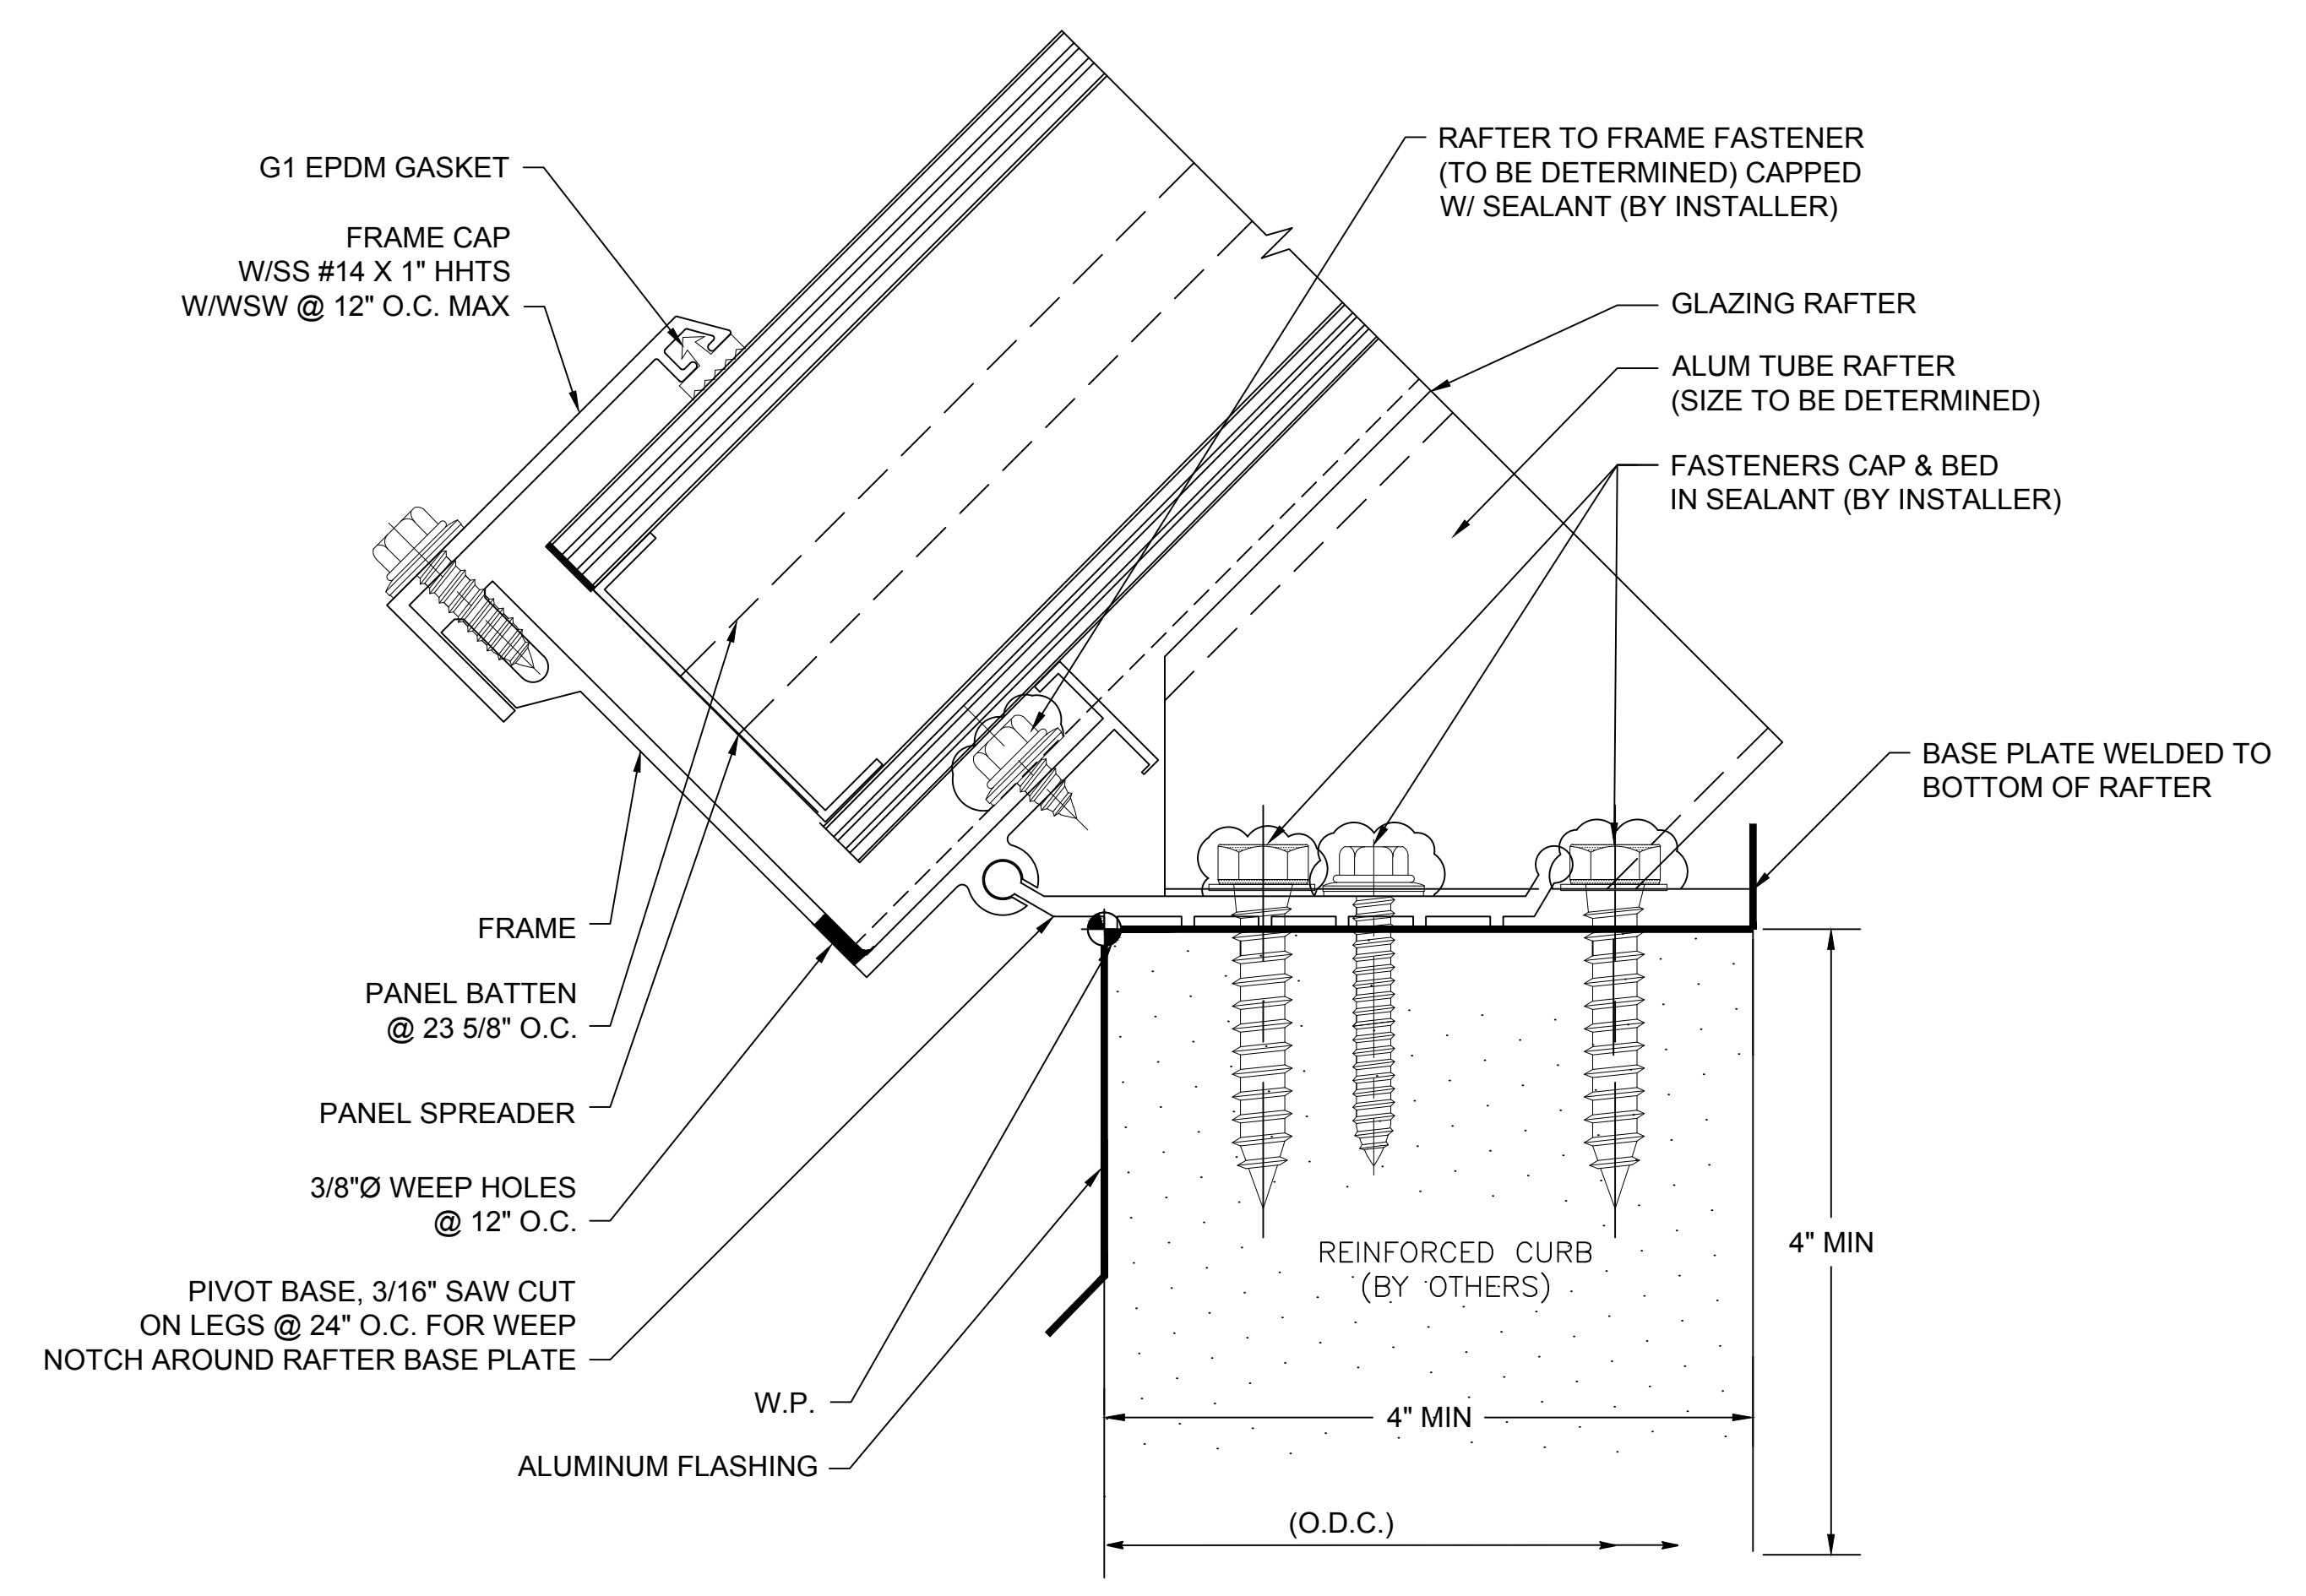 G1 EPDM GASKET
FRAME CAP
W/SS #14 X 1" HHTS
W/WSW @ 12" O.C. MAX
RAFTER TO FRAME FASTENER
(TO BE DETERMINED) CAPPED
W/ SEALANT (BY INSTALLER)
GLAZING RAFTER
ALUM TUBE RAFTER
(SIZE TO BE DETERMINED)
FASTENERS CAP & BED
IN SEALANT (BY INSTALLER)
BASE PLATE WELDED TO
BOTTOM OF RAFTER
FRAME
PANEL BATTEN
@ 23 5/8" O.C.
PANEL SPREADER
3/8"Ø WEEP HOLES
@ 12" O.C.
PIVOT BASE, 3/16" SAW CUT
ON LEGS @ 24" O.C. FOR WEEP
NOTCH AROUND RAFTER BASE PLATE
W.P.
ALUMINUM FLASHING
REINFORCED CURB
(BY OTHERS)
4" MIN
4" MIN
(O.D.C.)